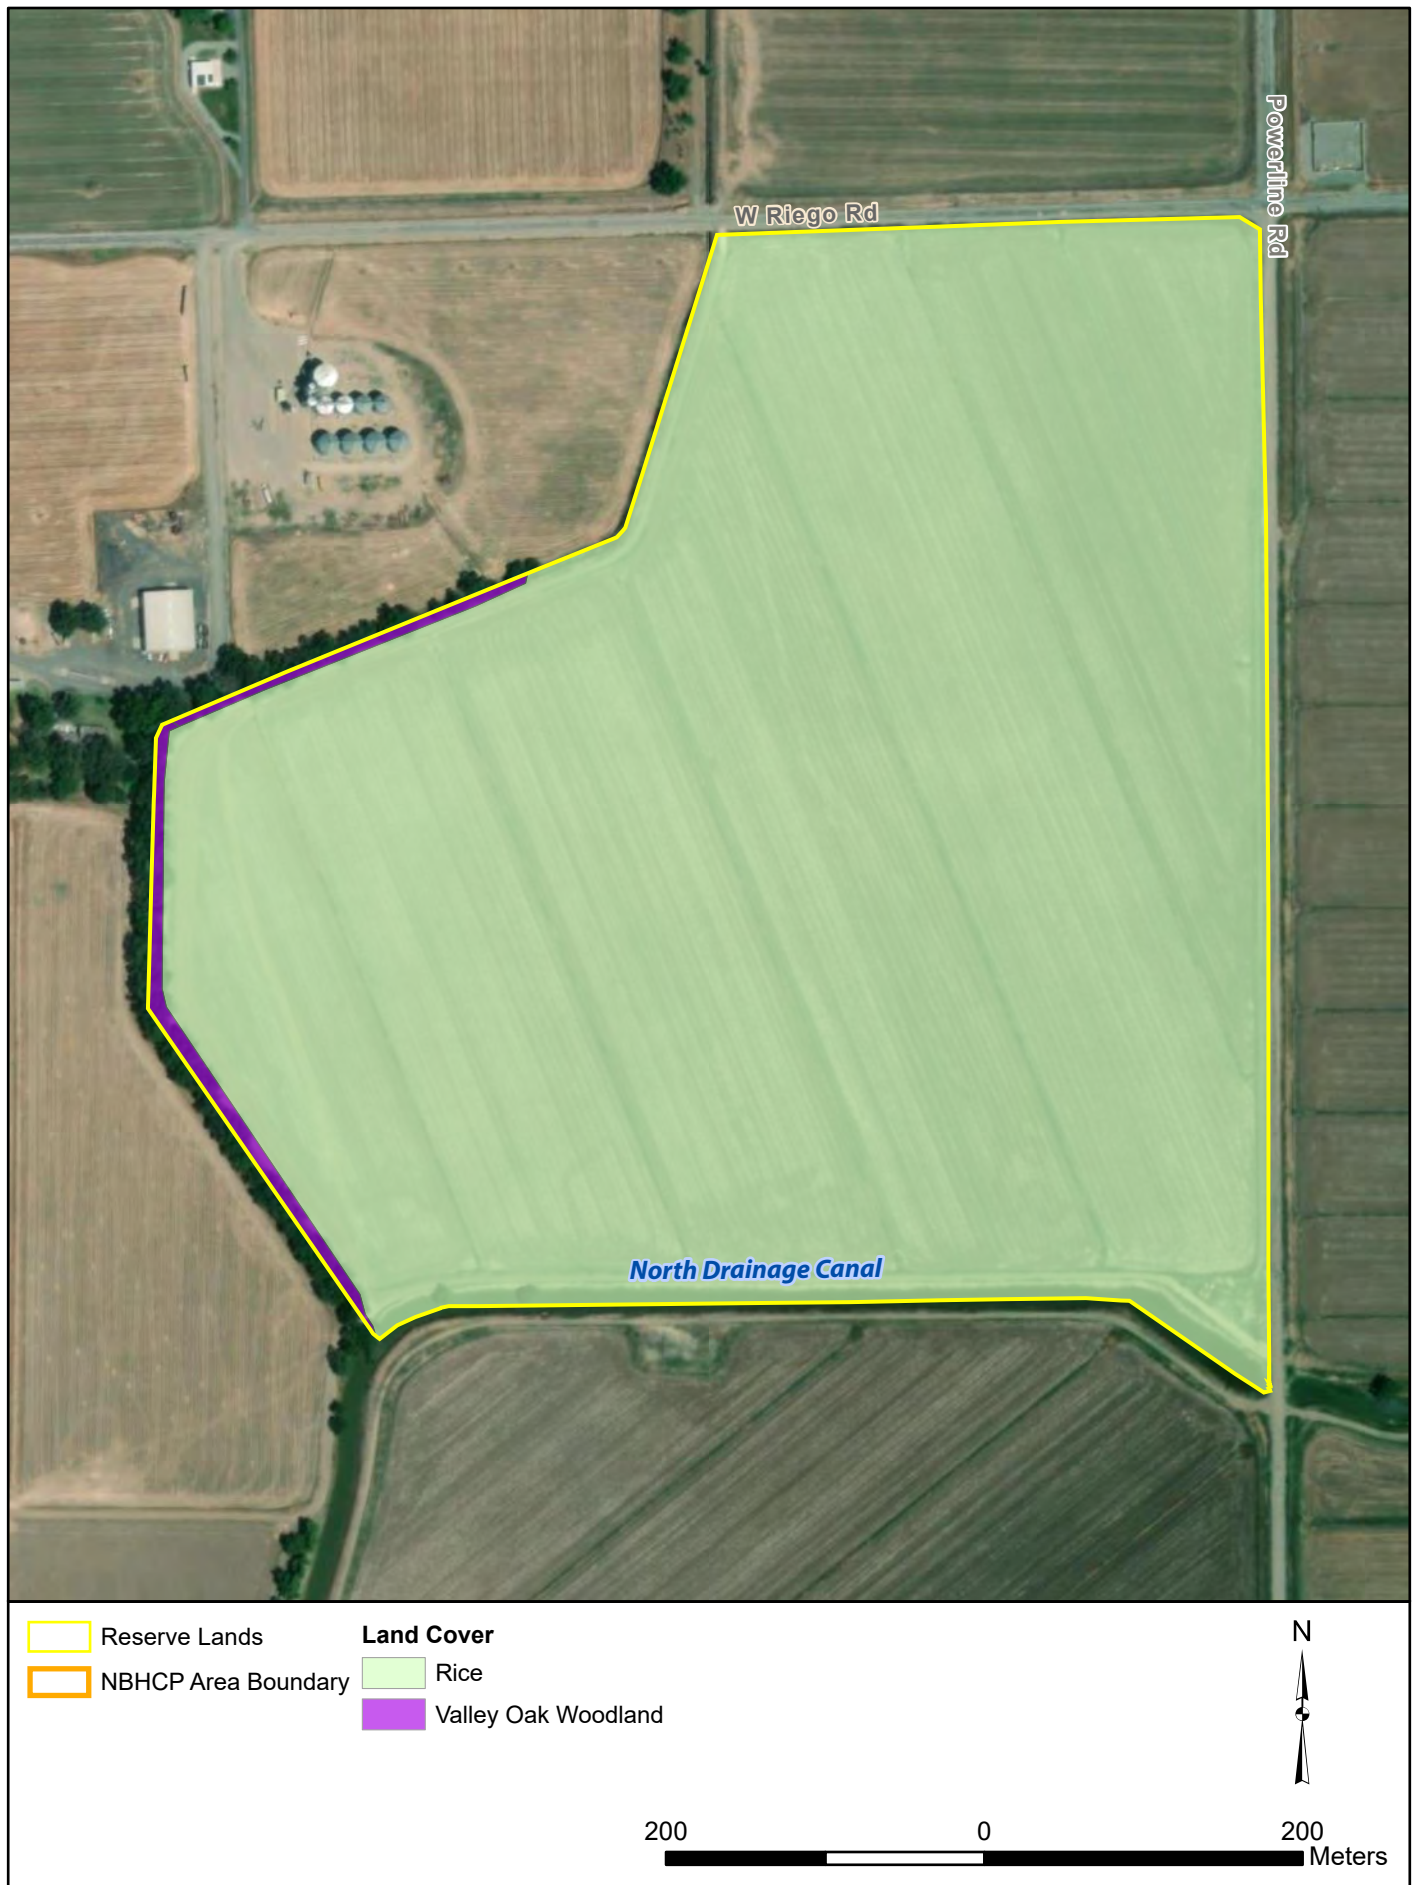 Powerline Rd
W Riego Rd
North Drainage Canal
Reserve Lands
NBHCP Area Boundary
Land Cover
Rice
Valley Oak Woodland
N
200 0 200
Meters